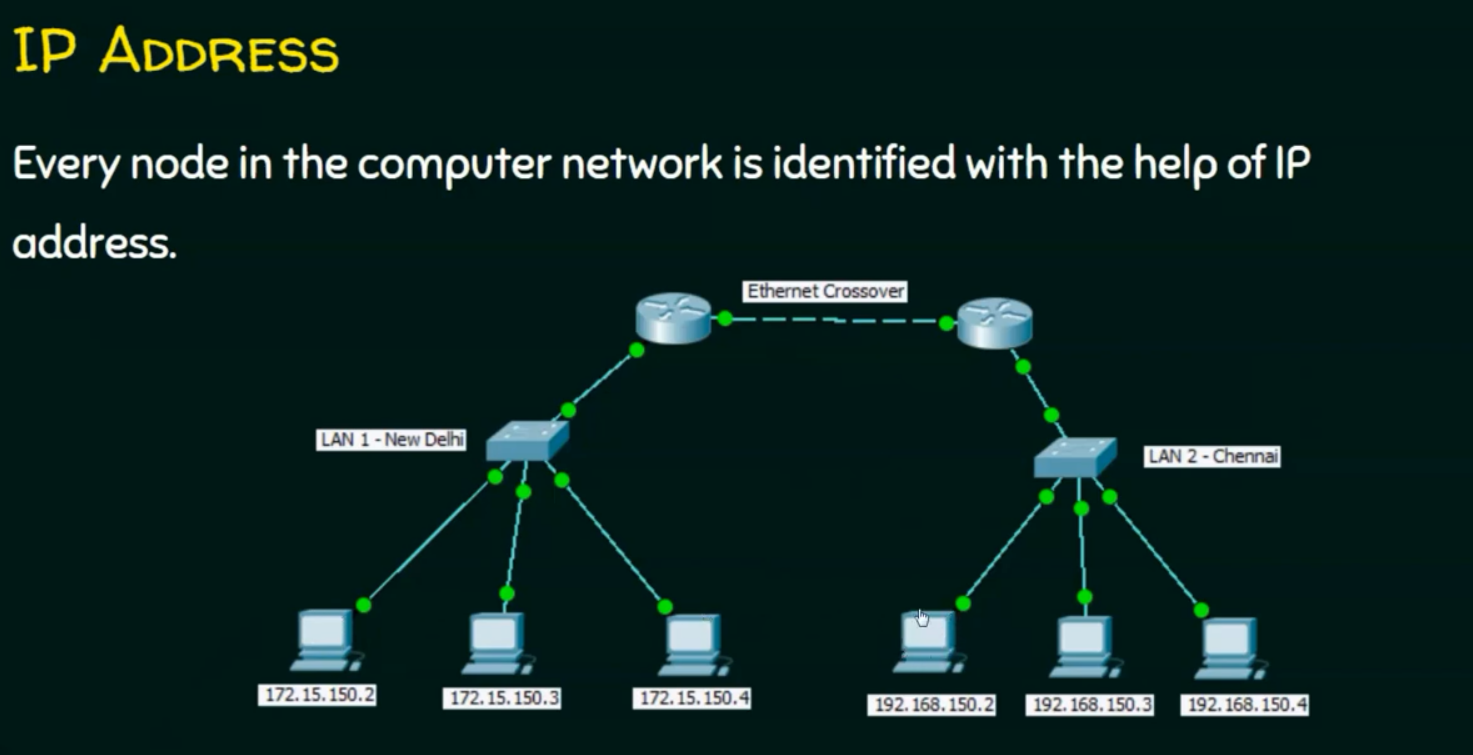 IP ADDRESS
Every node in the computer network is identified with the help of IP
address.
Ethernet Crossover
LAN 1 - New Delhi
LAN 2 - Chennai
172.15.150.2
172.15.150.3
172.15.150.4
192.168.150.2
192.168.150.3
192.168.150.4